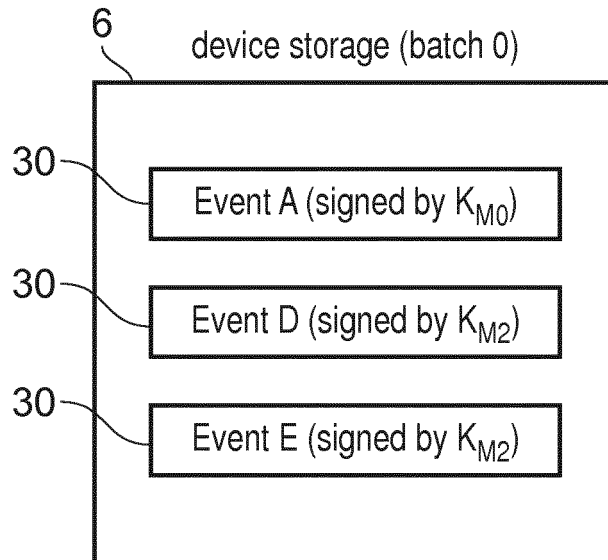 6
device storage (batch 0)
30
Event A (signed by K_M0)
30
Event D (signed by K_M2)
30
Event E (signed by K_M2)